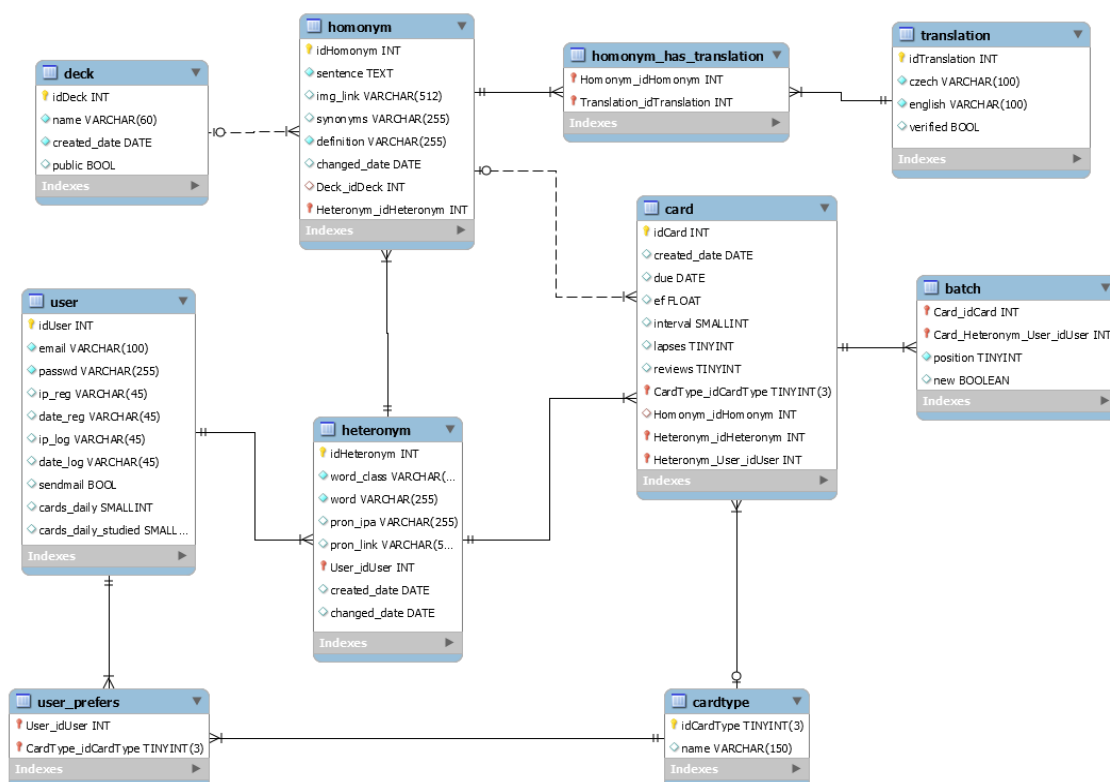 deck
idDeck INT
name VARCHAR(60)
created_date DATE
public BOOL
Indexes
homonym
idHomonym INT
sentence TEXT
img_link VARCHAR(512)
synonyms VARCHAR(255)
definition VARCHAR(255)
changed_date DATE
Deck_idDeck INT
Heteronym_idHeteronym INT
Indexes
homonym_has_translation
Homonym_idHomonym INT
Translation_idTranslation INT
Indexes
translation
idTranslation INT
czech VARCHAR(100)
english VARCHAR(100)
verified BOOL
Indexes
card
idCard INT
created_date DATE
due DATE
ef FLOAT
interval SMALLINT
lapses TINYINT
reviews TINYINT
CardType_idCardType TINYINT(3)
Homonym_idHomonym INT
Heteronym_idHeteronym INT
Heteronym_User_idUser INT
Indexes
batch
Card_idCard INT
Card_Heteronym_User_idUser INT
position TINYINT
new BOOLEAN
Indexes
user
idUser INT
email VARCHAR(100)
passwd VARCHAR(255)
ip_reg VARCHAR(45)
date_reg VARCHAR(45)
ip_log VARCHAR(45)
date_log VARCHAR(45)
sendmail BOOL
cards_daily SMALLINT
cards_daily_studied SMALL...
Indexes
heteronym
idHeteronym INT
word_class VARCHAR(...
word VARCHAR(255)
pron_ipa VARCHAR(255)
pron_link VARCHAR(5...
User_idUser INT
created_date DATE
changed_date DATE
Indexes
user_prefers
User_idUser INT
CardType_idCardType TINYINT(3)
Indexes
cardtype
idCardType TINYINT(3)
name VARCHAR(150)
Indexes